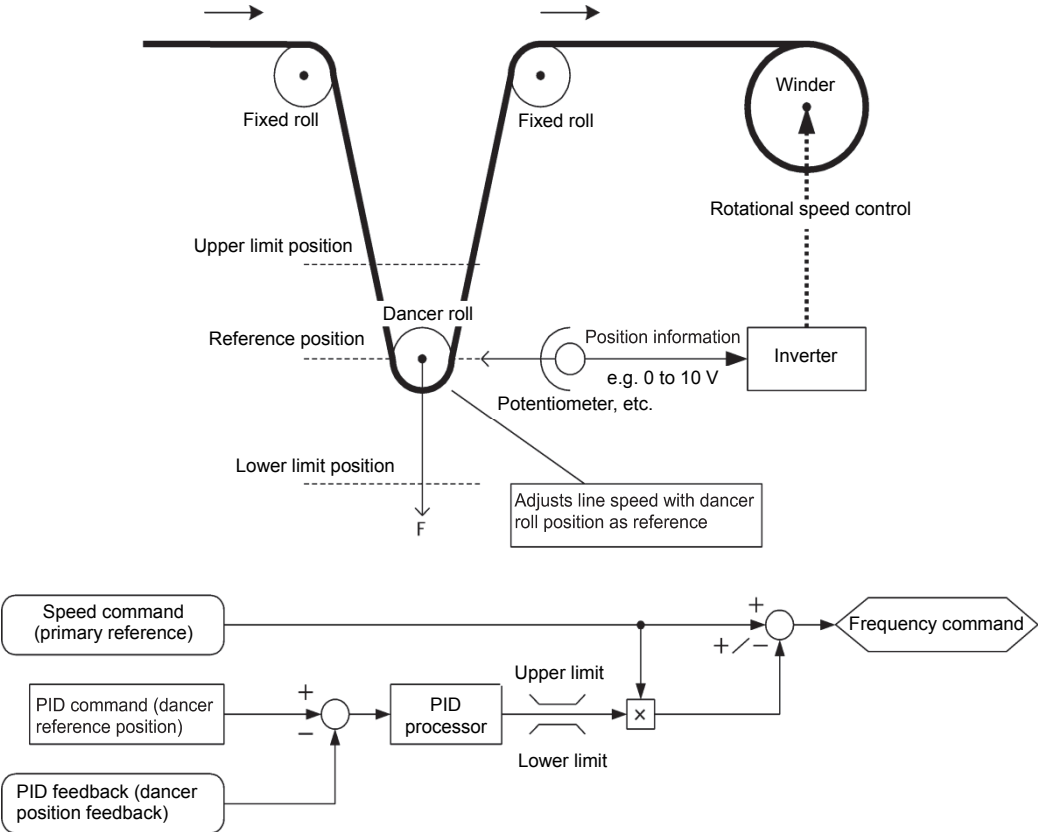 Winder
Fixed roll
Fixed roll
Rotational speed control
Upper limit position
Dancer roll
Reference position
Position information
Inverter
e.g. 0 to 10 V
Potentiometer, etc.
Lower limit position
Adjusts line speed with dancer
roll position as reference
F
Speed command
(primary reference)
+
+/−
Frequency command
Upper limit
PID command (dancer
reference position)
+
−
PID
processor
×
Lower limit
PID feedback (dancer
position feedback)